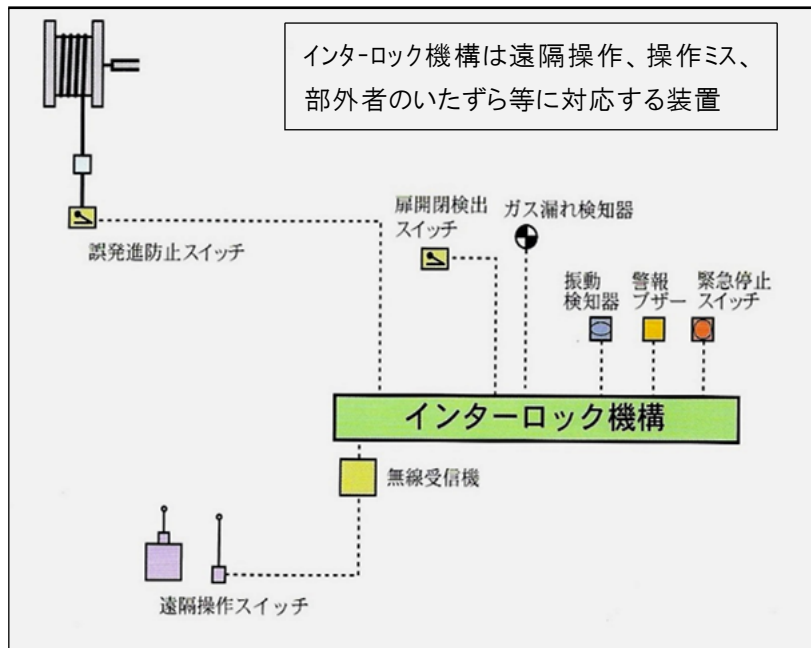 インターロック機構は遠隔操作、操作ミス、
部外者のいたずら等に対応する装置
扉開閉検出
スイッチ
ガス漏れ検知器
誤発進防止スイッチ
振動
検知器
警報
ブザー
緊急停止
スイッチ
インターロック機構
無線受信機
遠隔操作スイッチ